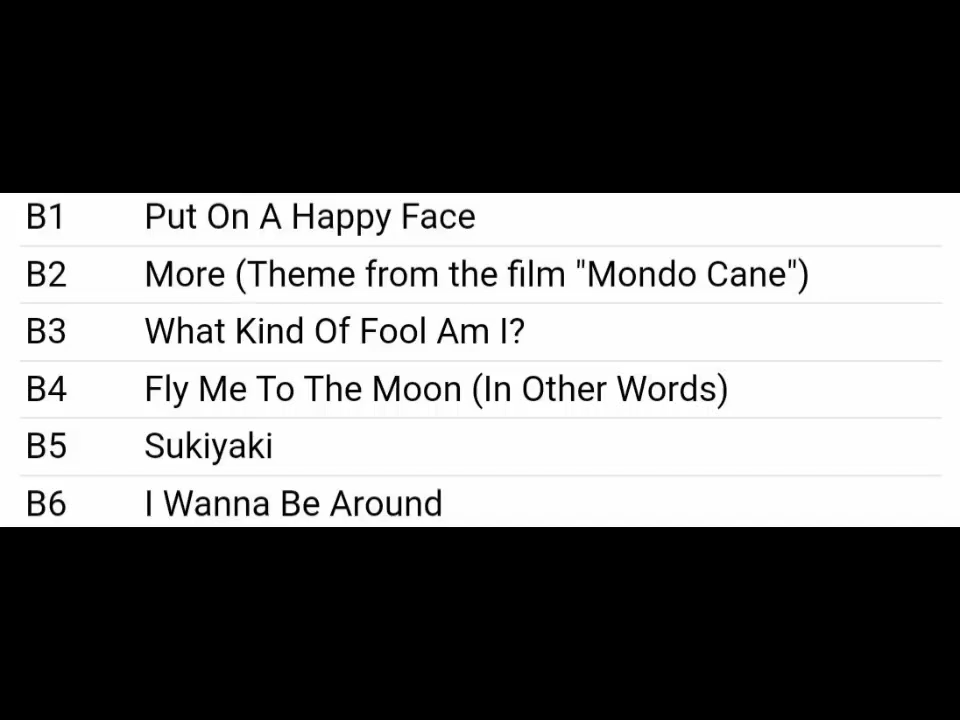 B1 Put On A Happy Face
B2 More (Theme from the film "Mondo Cane")
B3 What Kind Of Fool Am I?
B4 Fly Me To The Moon (In Other Words)
B5 Sukiyaki
B6 I Wanna Be Around